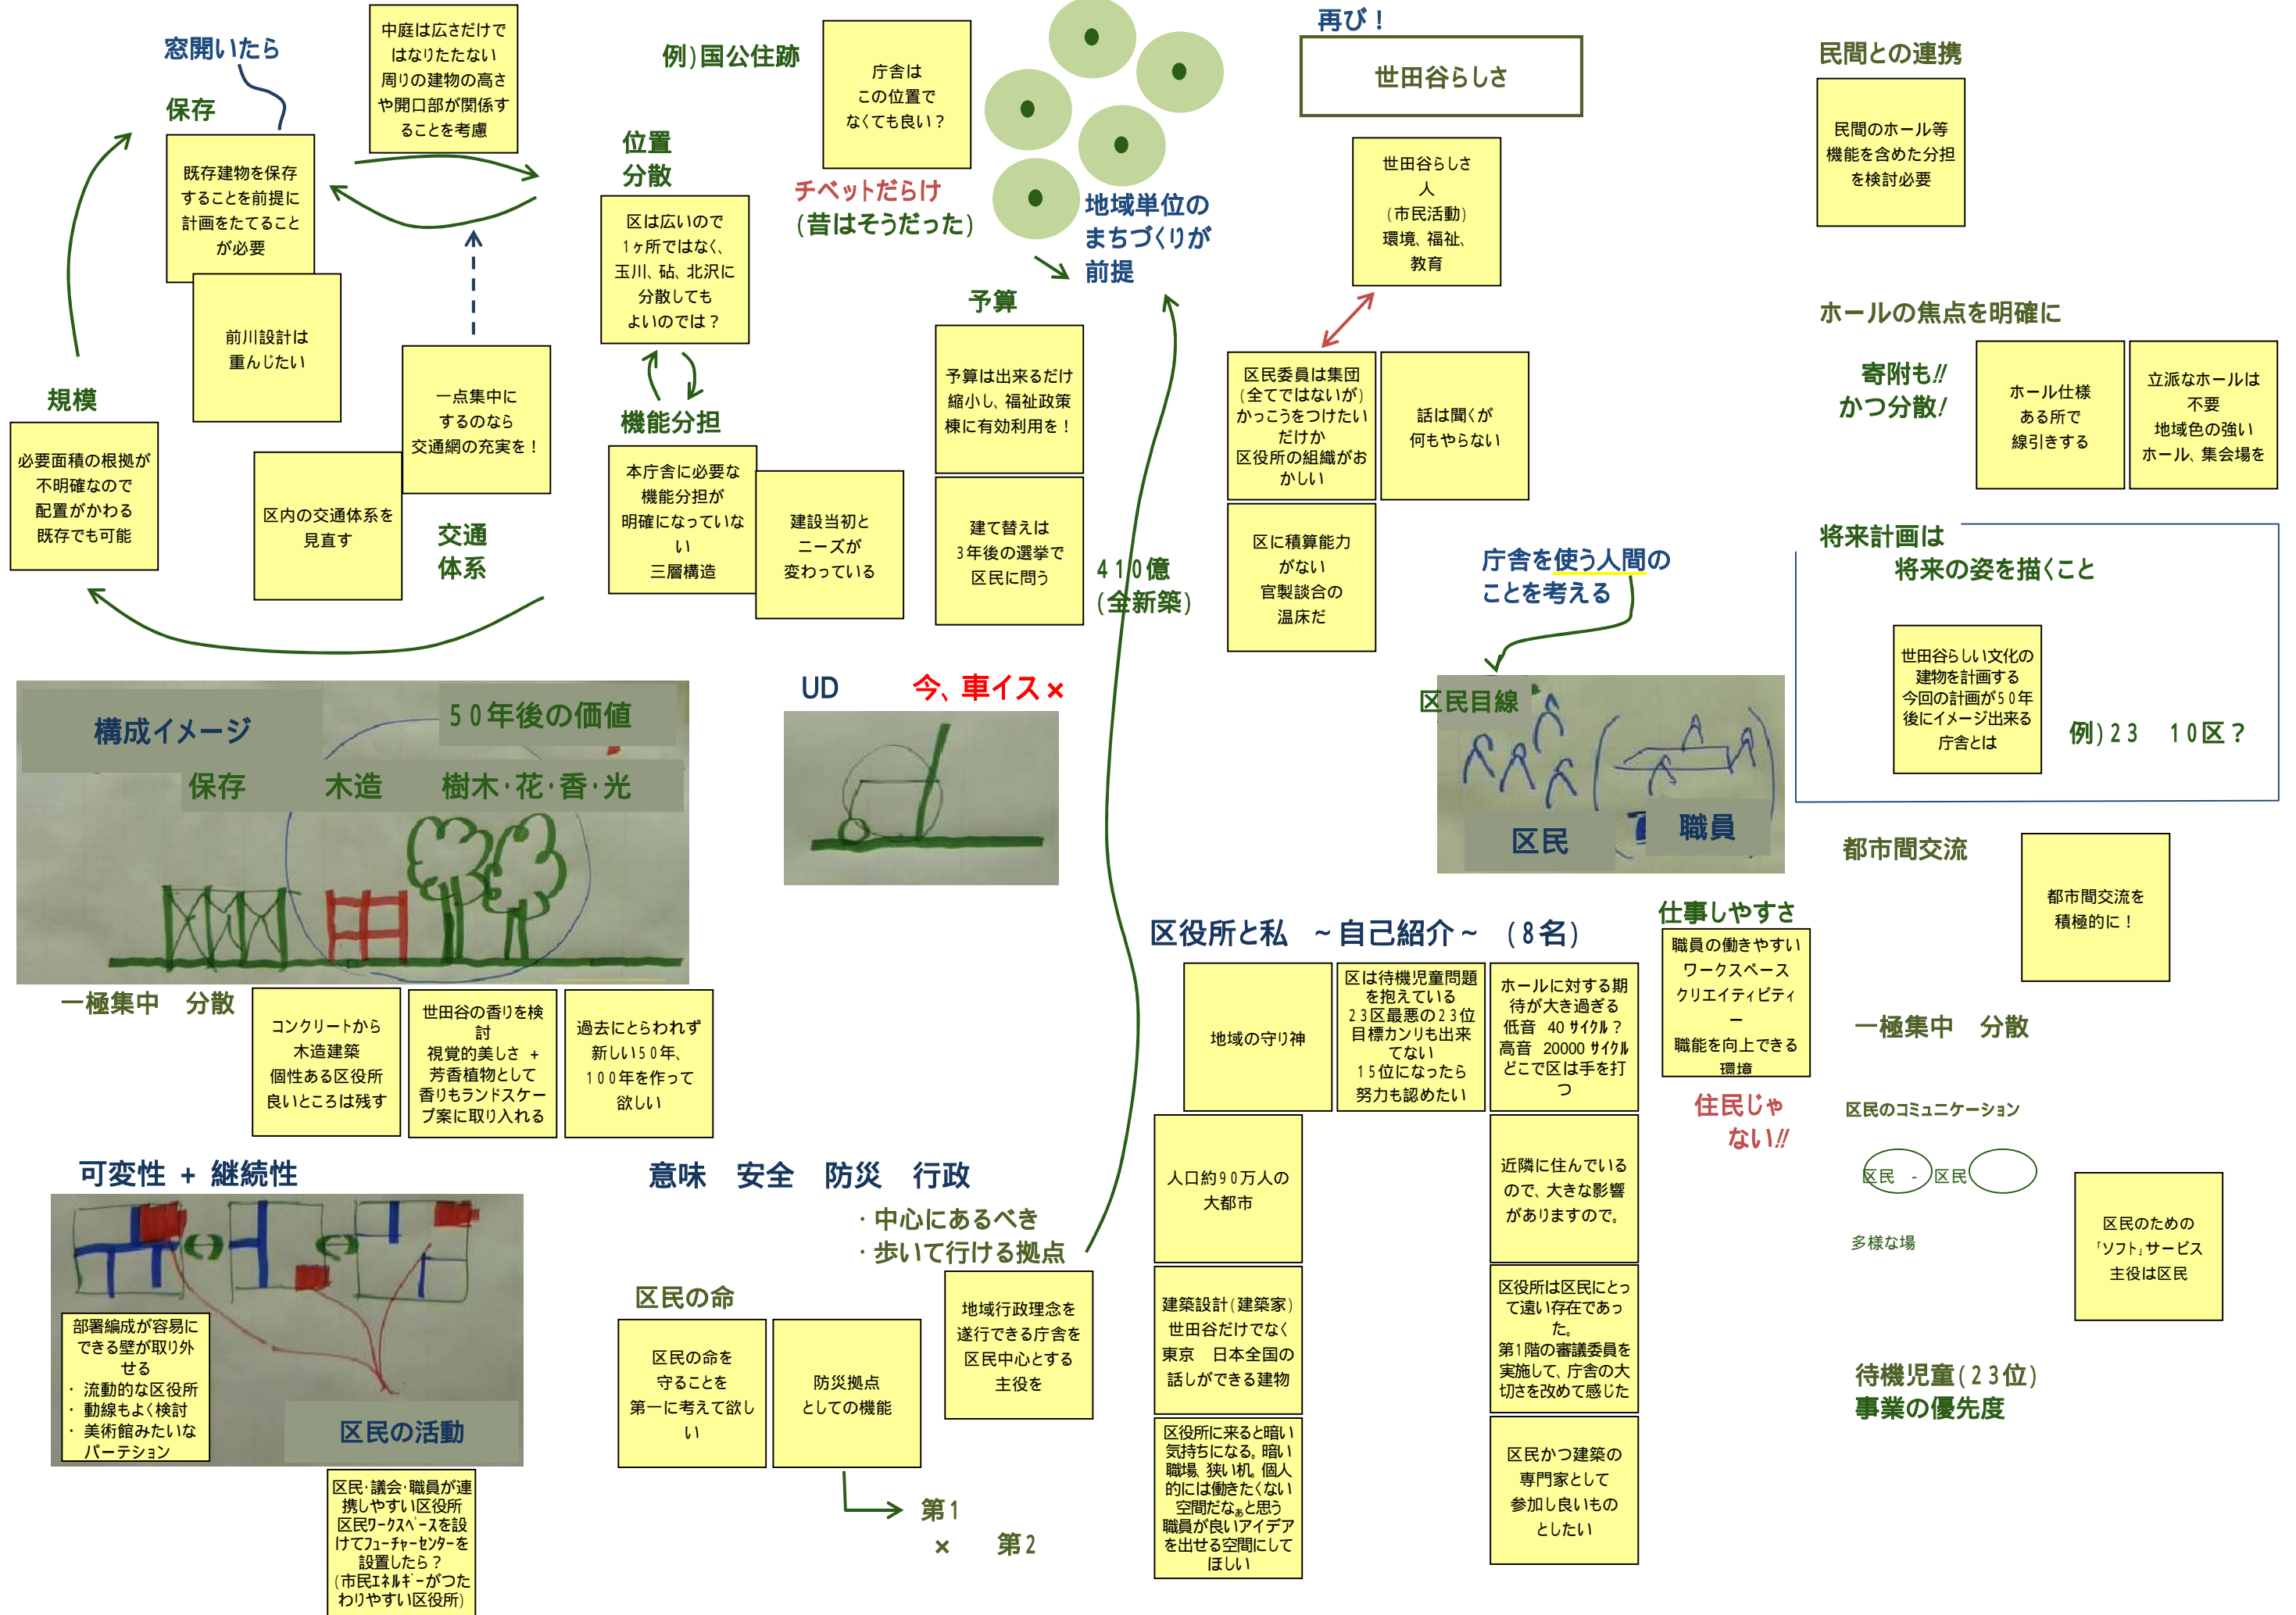 窓開いたら
保存
既存建物を保存
することを前提に
計画をたてること
が必要
前川設計は
重んじたい
中庭は広さだけで
はなりたたない
周りの建物の高さ
や開口部が関係す
ることを考慮
規模
必要面積の根拠が
不明確なので
配置がかわる
既存でも可能
一点集中に
するのなら
交通網の充実を！
区内の交通体系を
見直す
交通
体系
例）国公住跡
庁舎は
この位置で
なくても良い？
チベットだらけ
（昔はそうだった）
位置
分散
区は広いので
1ヶ所ではなく、
玉川、砧、北沢に
分散しても
よいのでは？
機能分担
本庁舎に必要な
機能分担が
明確になっていな
い
三層構造
建設当初と
ニーズが
変わっている
地域単位の
まちづくりが
前提
予算
予算は出来るだけ
縮小し、福祉政策
棟に有効利用を！
建て替えは
3年後の選挙で
区民に問う
410億
（全新築）
再び！
世田谷らしさ
世田谷らしさ
人
（市民活動）
環境、福祉、
教育
区民委員は集団
（全てではないが）
かっこうをつけたい
だけか
区役所の組織がお
かしい
話は聞くが
何もやらない
区に積算能力
がない
官製談合の
温床だ
庁舎を使う人間の
ことを考える
区民目線
区民
職員
民間との連携
民間のホール等
機能を含めた分担
を検討必要
ホールの焦点を明確に
寄附も!!
かつ分散！
ホール仕様
ある所で
線引きする
立派なホールは
不要
地域色の強い
ホール、集会場を
将来計画は
将来の姿を描くこと
世田谷らしい文化の
建物を計画する
今回の計画が50年
後にイメージ出来る
庁舎とは
例）23　10区？
都市間交流
都市間交流を
積極的に！
一極集中　分散
区民のコミュニケーション
区民　-　区民
多様な場
区民のための
「ソフト」サービス
主役は区民
待機児童（23位）
事業の優先度
構成イメージ
50年後の価値
保存　木造　樹木・花・香・光
一極集中　分散
コンクリートから
木造建築
個性ある区役所
良いところは残す
世田谷の香りを検
討
視覚的美しさ ＋
芳香植物として
香りもランドスケー
プ案に取り入れる
過去にとらわれず
新しい50年、
100年を作って
欲しい
UD
今、車イス×
可変性 ＋ 継続性
部署編成が容易に
できる壁が取り外
せる
・ 流動的な区役所
・ 動線もよく検討
・ 美術館みたいな
パーテション
区民の活動
区民・議会・職員が連
携しやすい区役所
区民ワークスペースを設
けてフューチャーセンターを
設置したら？
（市民エネルギーがつた
わりやすい区役所）
意味　安全　防災　行政
・中心にあるべき
・歩いて行ける拠点
区民の命
区民の命を
守ることを
第一に考えて欲し
い
防災拠点
としての機能
地域行政理念を
遂行できる庁舎を
区民中心とする
主役を
第1
×　第2
区役所と私　～自己紹介～　（8名）
地域の守り神
区は待機児童問題
を抱えている
23区最悪の23位
目標カンリも出来
てない
15位になったら
努力も認めたい
ホールに対する期
待が大き過ぎる
低音 40 サイクル？
高音 20000 サイクル
どこで区は手を打
つ
人口約90万人の
大都市
近隣に住んでいる
ので、大きな影響
がありますので。
建築設計（建築家）
世田谷だけでなく
東京　日本全国の
話しができる建物
区役所は区民にとっ
て遠い存在であっ
た。
第1階の審議委員を
実施して、庁舎の大
切さを改めて感じた
区役所に来ると暗い
気持ちになる。暗い
職場、狭い机。個人
的には働きたくない
空間だなぁと思う
職員が良いアイデア
を出せる空間にして
ほしい
区民かつ建築の
専門家として
参加し良いもの
としたい
仕事しやすさ
職員の働きやすい
ワークスペース
クリエイティビティ
ー
職能を向上できる
環境
住民じゃ
ない!!